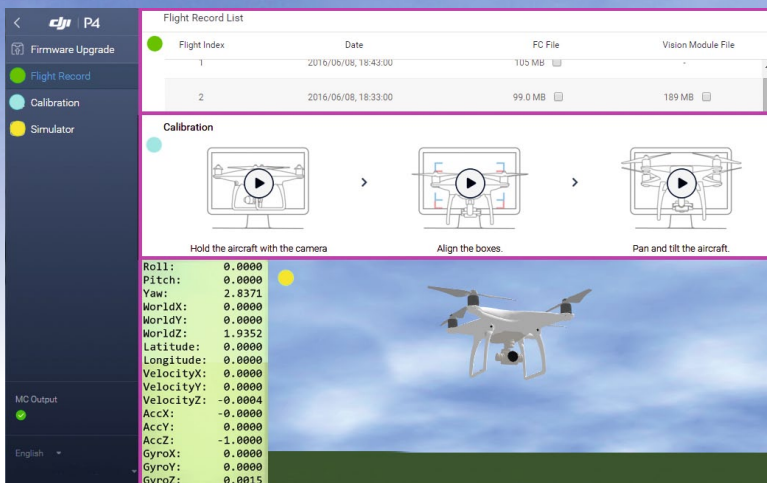 dji P4
Firmware Upgrade
Flight Record
Calibration
Simulator
MC Output
English
Flight Record List
Flight Index Date FC File Vision Module File
1 2016/06/08, 18:43:00 105 MB -
2 2016/06/08, 18:33:00 99.0 MB 189 MB
Calibration
Hold the aircraft with the camera
Align the boxes.
Pan and tilt the aircraft.
Roll: 0.0000
Pitch: 0.0000
Yaw: 2.8371
WorldX: 0.0000
WorldY: 0.0000
WorldZ: 1.9352
Latitude: 0.0000
Longitude: 0.0000
VelocityX: 0.0000
VelocityY: 0.0000
VelocityZ: -0.0004
AccX: -0.0000
AccY: 0.0000
AccZ: -1.0000
GyroX: 0.0000
GyroY: 0.0000
GyroZ: 0.0015